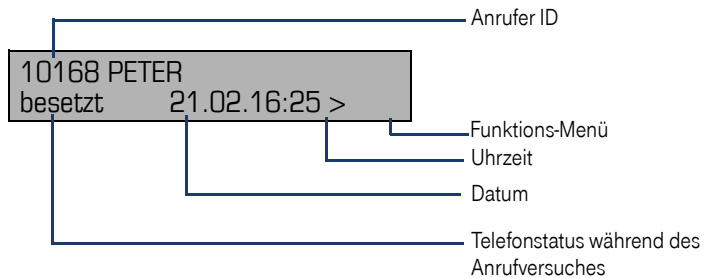 Anrufer ID
10168 PETER
besetzt 21.02.16:25 >
Funktions-Menü
Uhrzeit
Datum
Telefonstatus während des
Anrufversuches